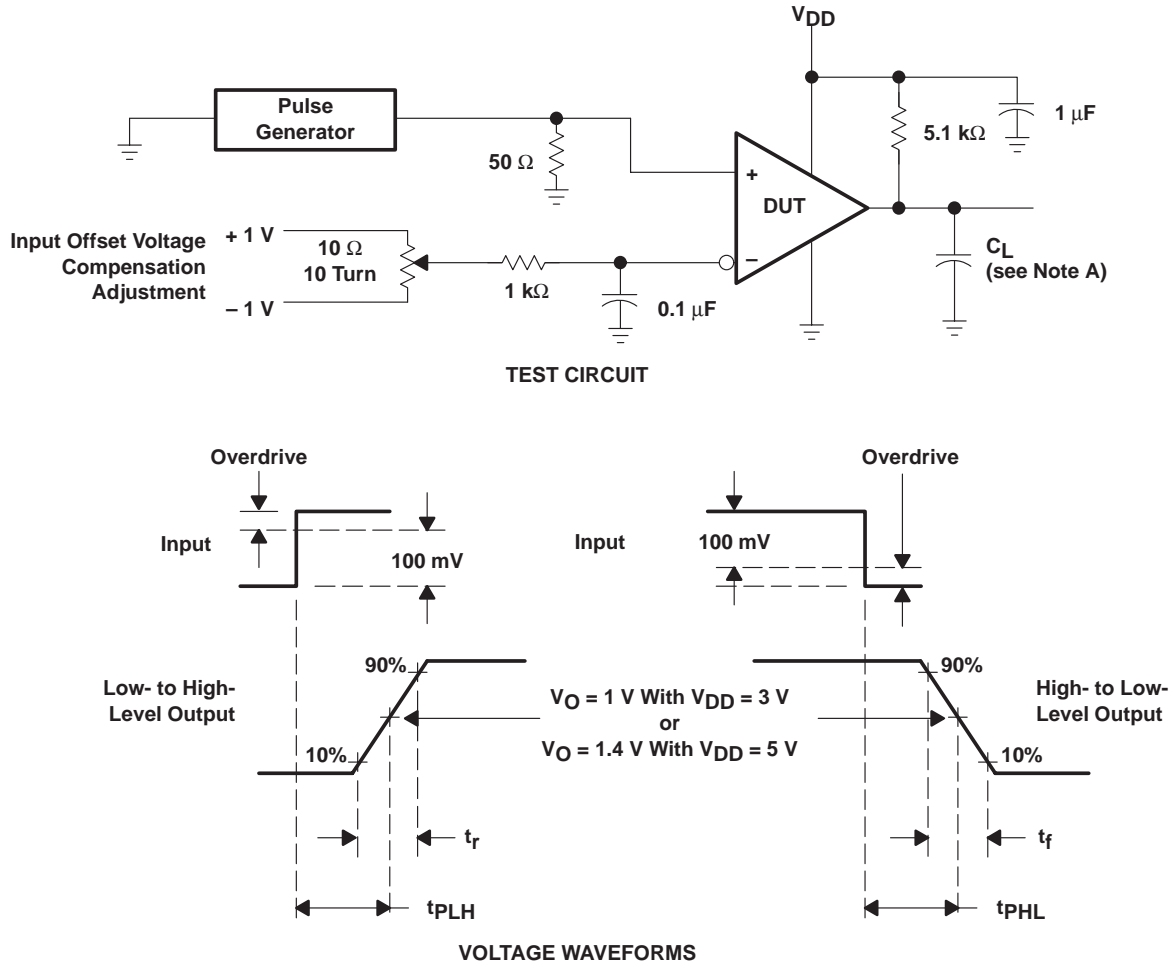 VDD
Pulse
Generator
50 Ω
5.1 kΩ
1 μF
+
DUT
–
Input Offset Voltage
Compensation
Adjustment
+ 1 V
10 Ω
10 Turn
– 1 V
1 kΩ
0.1 μF
CL
(see Note A)
TEST CIRCUIT
Overdrive
Overdrive
Input
100 mV
Input
100 mV
Low- to High-
Level Output
90%
10%
VO = 1 V With VDD = 3 V
or
VO = 1.4 V With VDD = 5 V
90%
10%
High- to Low-
Level Output
tr
tf
tPLH
tPHL
VOLTAGE WAVEFORMS